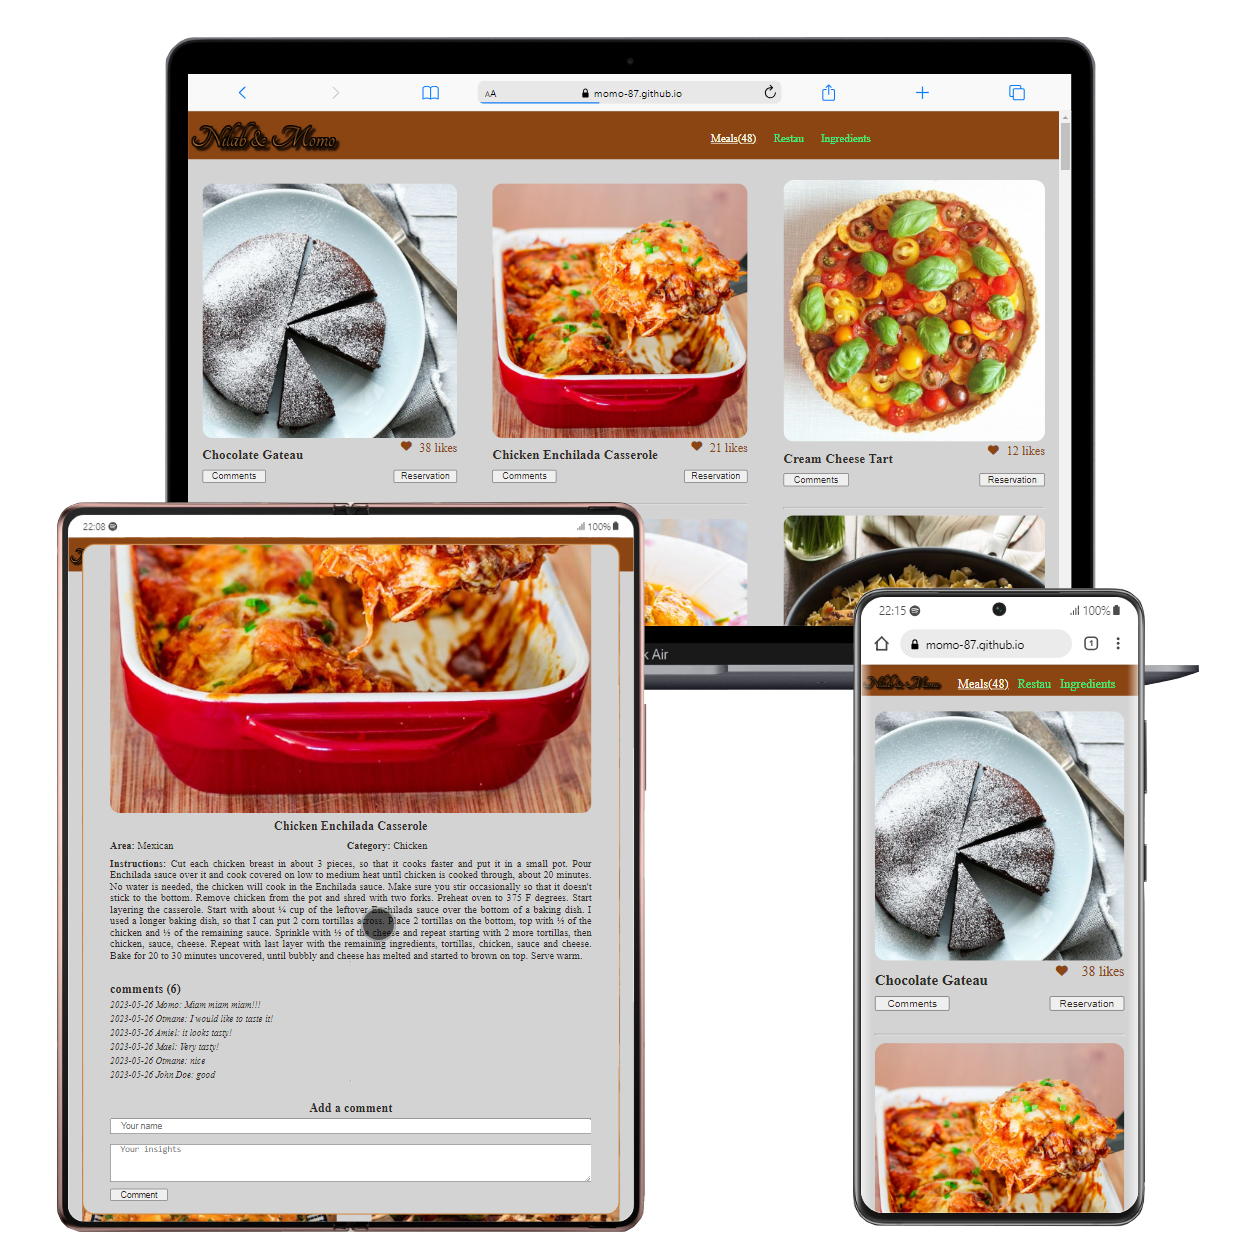 AA momo-87.github.io
Ndab & Momo
Meals(48) Restau Ingredients
38 likes
Chocolate Gateau
Comments Reservation
21 likes
Chicken Enchilada Casserole
Comments Reservation
12 likes
Cream Cheese Tart
Comments Reservation
k Air
22:08 100%
Chicken Enchilada Casserole
Area: Mexican Category: Chicken
Instructions: Cut each chicken breast in about 3 pieces, so that it cooks faster and put it in a small pot. Pour
Enchilada sauce over it and cook covered on low to medium heat until chicken is cooked through, about 20 minutes.
No water is needed, the chicken will cook in the Enchilada sauce. Make sure you stir occasionally so that it doesn't
stick to the bottom. Remove chicken from the pot and shred with two forks. Preheat oven to 375 F degrees. Start
layering the casserole. Start with about ¼ cup of the leftover Enchilada sauce over the bottom of a baking dish. I
used a longer baking dish, so that I can put 2 corn tortillas across. Place 2 tortillas on the bottom, top with ⅓ of the
chicken and ⅓ of the remaining sauce. Sprinkle with ⅓ of the cheese and repeat starting with 2 more tortillas, then
chicken, sauce, cheese. Repeat with last layer with the remaining ingredients, tortillas, chicken, sauce and cheese.
Bake for 20 to 30 minutes uncovered, until bubbly and cheese has melted and started to brown on top. Serve warm.
comments (6)
2023-05-26 Momo: Miam miam miam!!!
2023-05-26 Otmane: I would like to taste it!
2023-05-26 Amiel: it looks tasty!
2023-05-26 Mael: Very tasty!
2023-05-26 Otmane: nice
2023-05-26 John Doe: good
Add a comment
Your name
Your insights
Comment
22:15 100%
momo-87.github.io 1
Ndab & Momo Meals(48) Restau Ingredients
38 likes
Chocolate Gateau
Comments Reservation